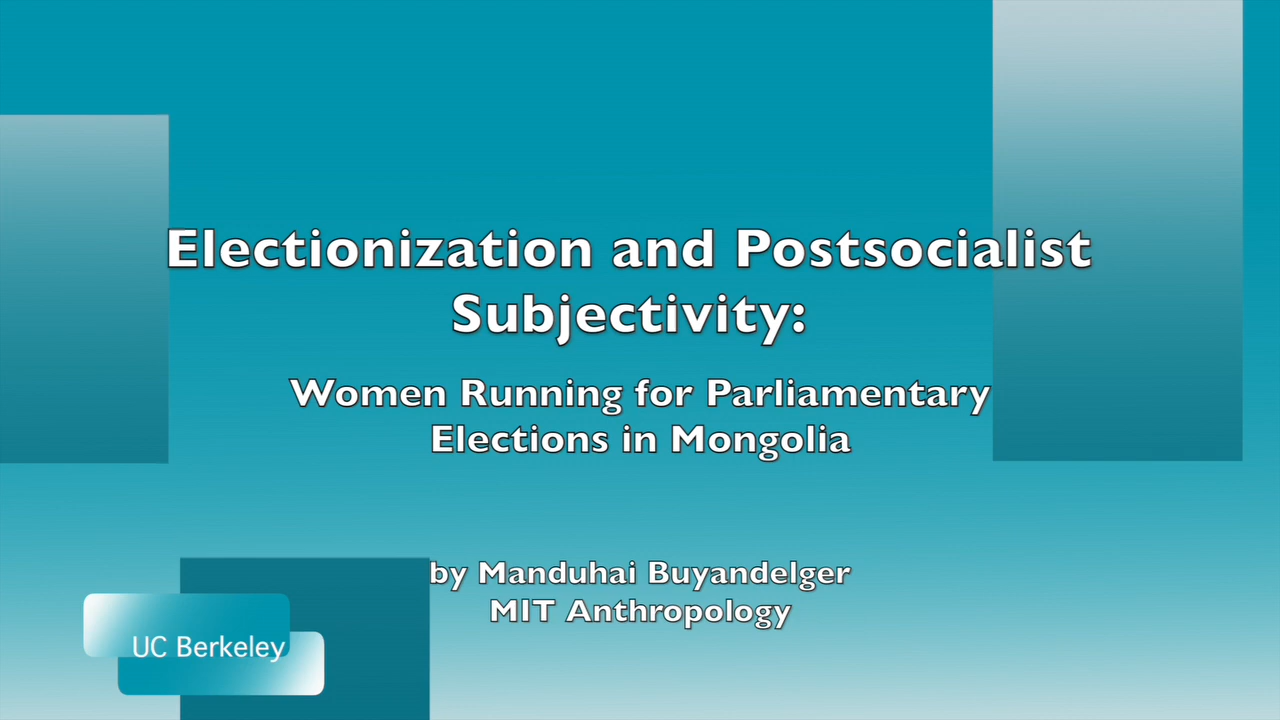 Electionization and Postsocialist
Subjectivity:
Women Running for Parliamentary
Elections in Mongolia
by Manduhai Buyandelger
MIT Anthropology
UC Berkeley